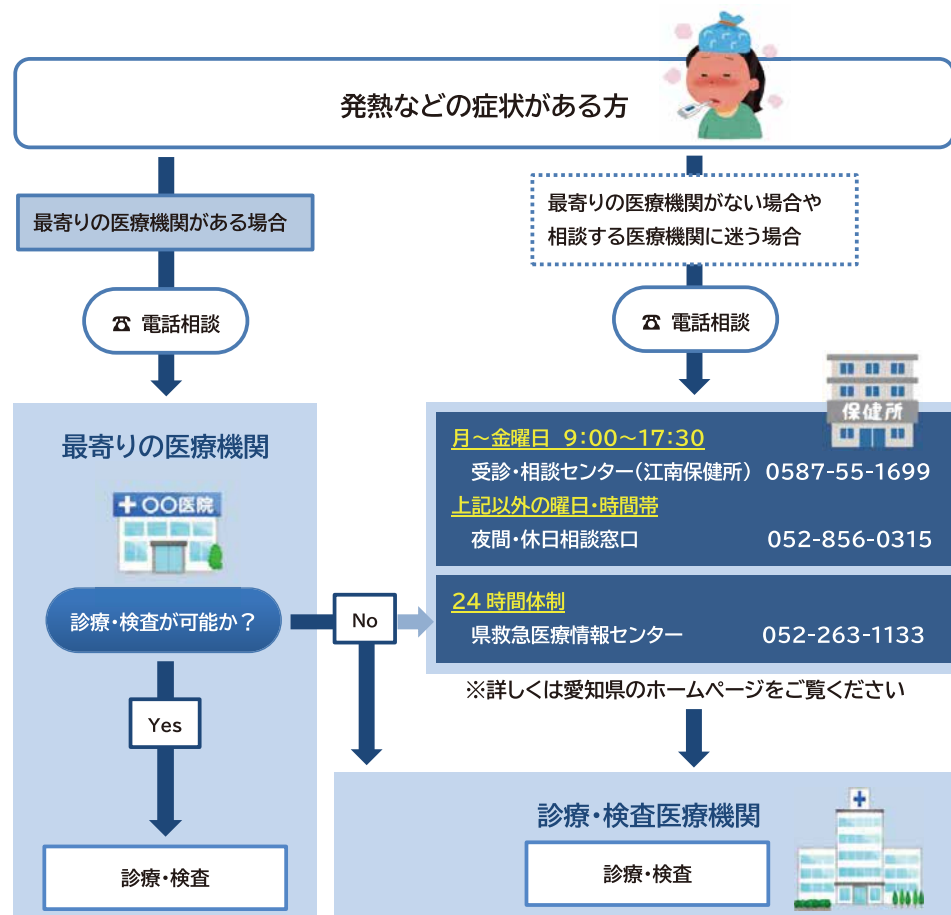 発熱などの症状がある方
最寄りの医療機関がある場合
☎ 電話相談
最寄りの医療機関
+〇〇医院
診療・検査が可能か?
No
Yes
診療・検査
最寄りの医療機関がない場合や
相談する医療機関に迷う場合
☎ 電話相談
保健所
月~金曜日 9:00~17:30
受診・相談センター(江南保健所) 0587-55-1699
上記以外の曜日・時間帯
夜間・休日相談窓口 052-856-0315
24時間体制
県救急医療情報センター 052-263-1133
※詳しくは愛知県のホームページをご覧ください
診療・検査医療機関
診療・検査